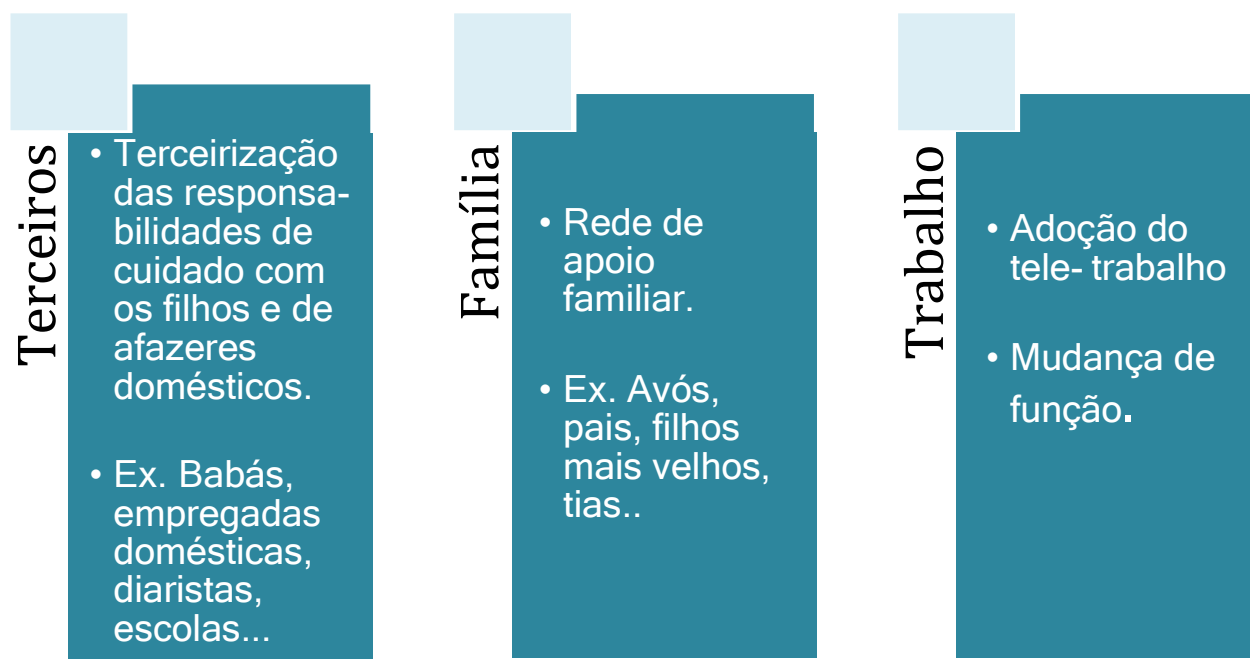 Terceiros
• Terceirização
das responsa-
bilidades de
cuidado com
os filhos e de
afazeres
domésticos.
• Ex. Babás,
empregadas
domésticas,
diaristas,
escolas...
Família
• Rede de
apoio
familiar.
• Ex. Avós,
pais, filhos
mais velhos,
tias..
Trabalho
• Adoção do
tele- trabalho
• Mudança de
função.